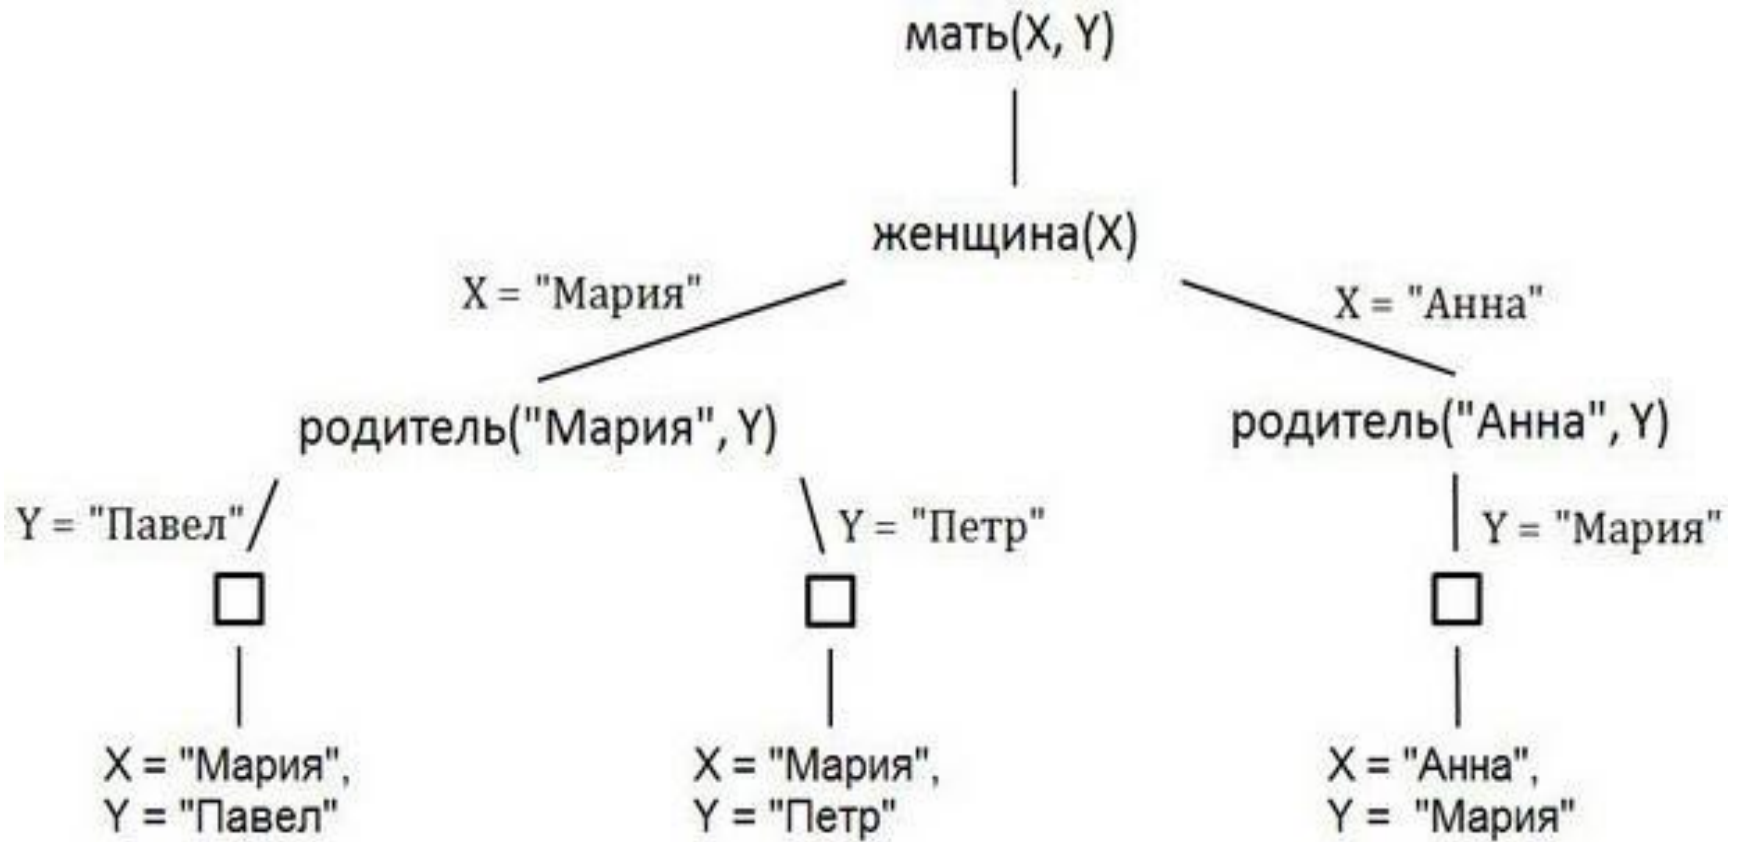 мать(X, Y)
женщина(X)
X = "Мария"
X = "Анна"
родитель("Мария", Y)
родитель("Анна", Y)
Y = "Павел"
Y = "Петр"
Y = "Мария"
X = "Мария",
Y = "Павел"
X = "Мария",
Y = "Петр"
X = "Анна",
Y = "Мария"